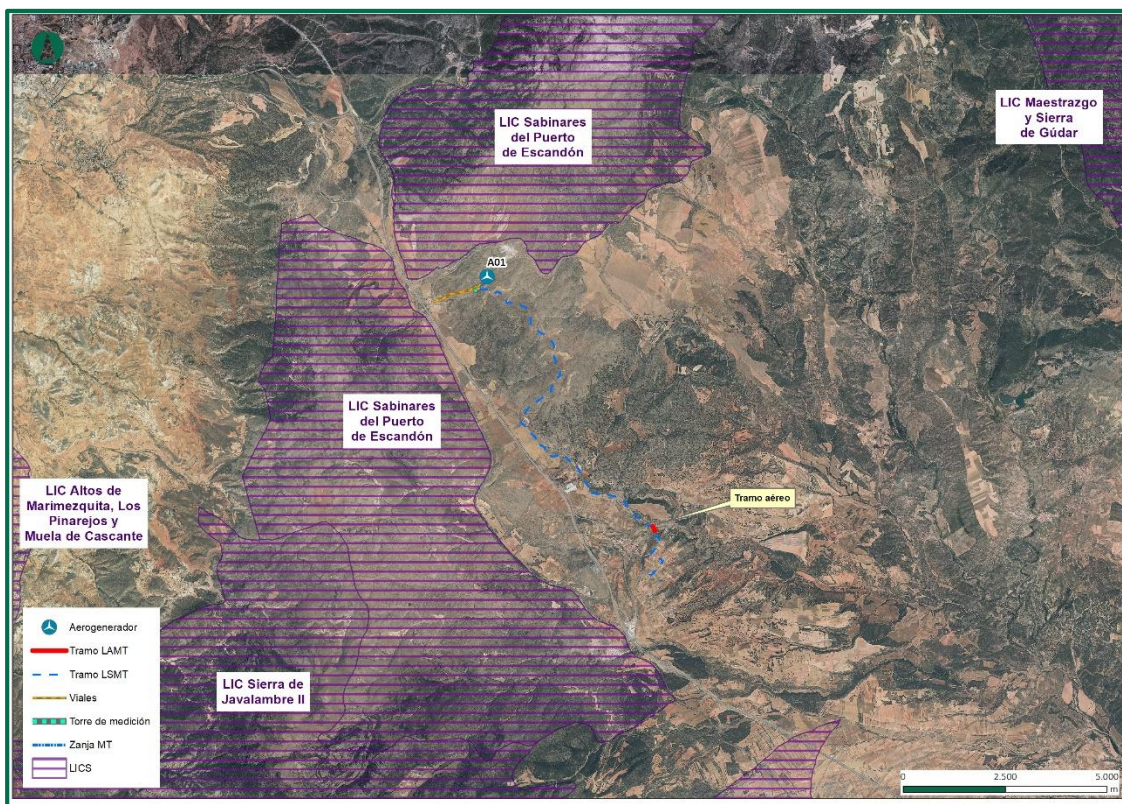 LIC Sabinares
del Puerto
de Escandón
LIC Maestrazgo
y Sierra
de Gúdar
A01
LIC Sabinares
del Puerto
de Escandón
LIC Altos de
Marimezquita, Los
Pinarejos y
Muela de Cascante
Tramo aéreo
LIC Sierra de
Javalambre II
Aerogenerador
Tramo LAMT
Tramo LSMT
Viales
Torre de medición
Zanja MT
LICS
0 2.500 5.000
m